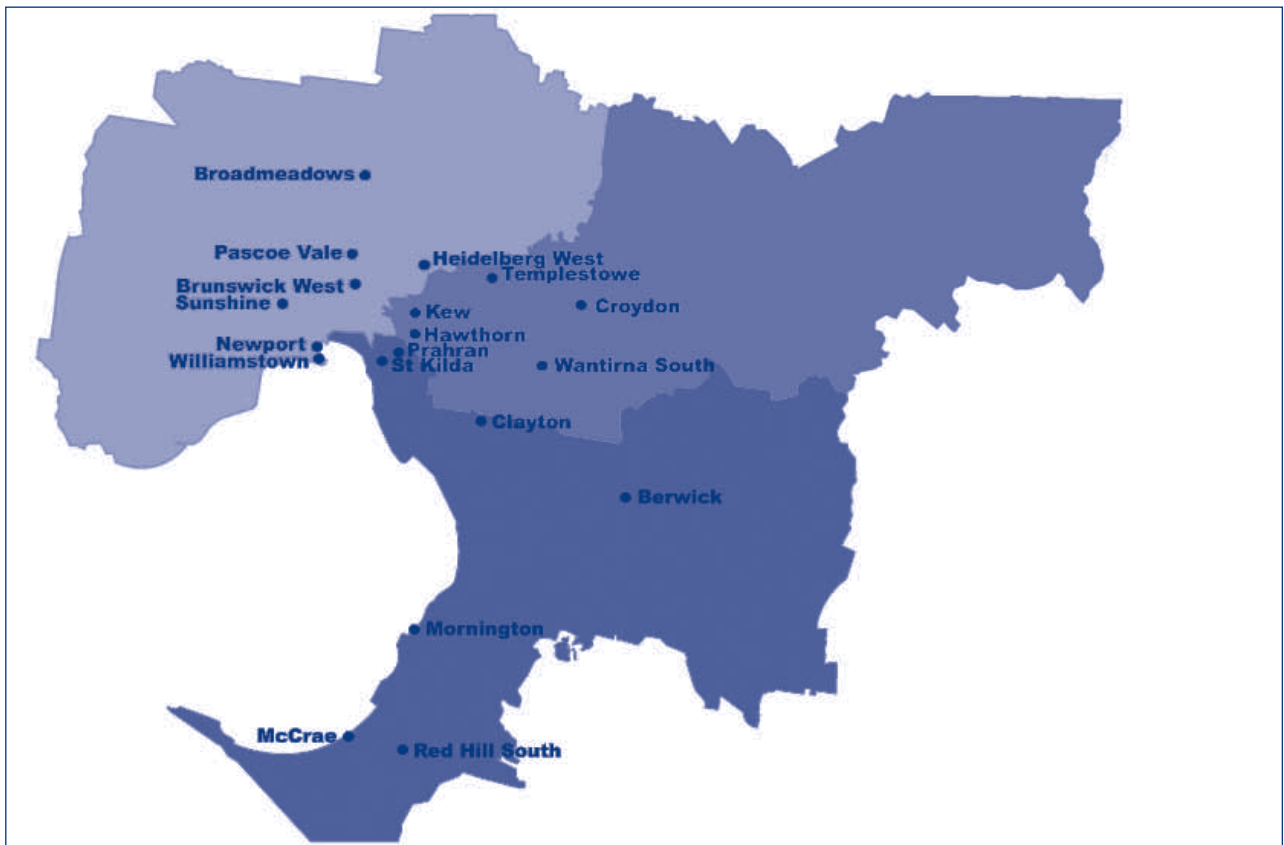 Broadmeadows
Pascoe Vale
Heidelberg West
Templestowe
Brunswick West
Sunshine
Croydon
Kew
Hawthorn
Newport
Prahran
Williamstown
St Kilda
Wantirna South
Clayton
Berwick
Mornington
McCrae
Red Hill South